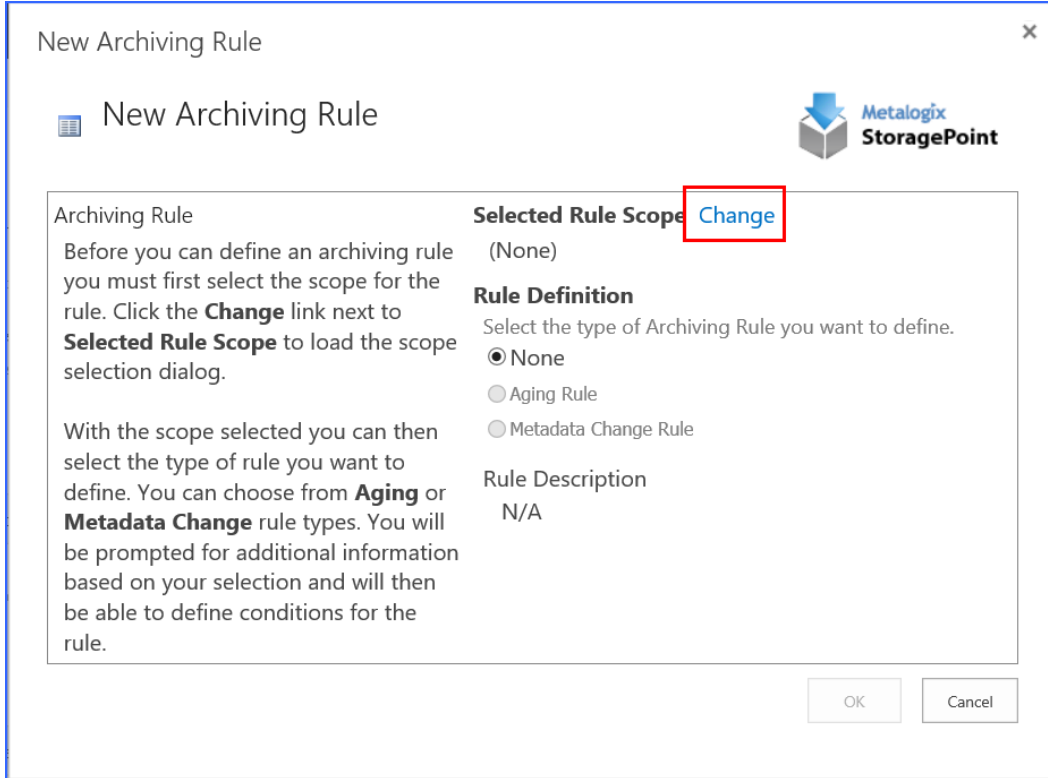 New Archiving Rule
New Archiving Rule
Metalogix
StoragePoint
Archiving Rule
Before you can define an archiving rule
you must first select the scope for the
rule. Click the Change link next to
Selected Rule Scope to load the scope
selection dialog.
With the scope selected you can then
select the type of rule you want to
define. You can choose from Aging or
Metadata Change rule types. You will
be prompted for additional information
based on your selection and will then
be able to define conditions for the
rule.
Selected Rule Scope Change
(None)
Rule Definition
Select the type of Archiving Rule you want to define.
None
Aging Rule
Metadata Change Rule
Rule Description
N/A
OK Cancel